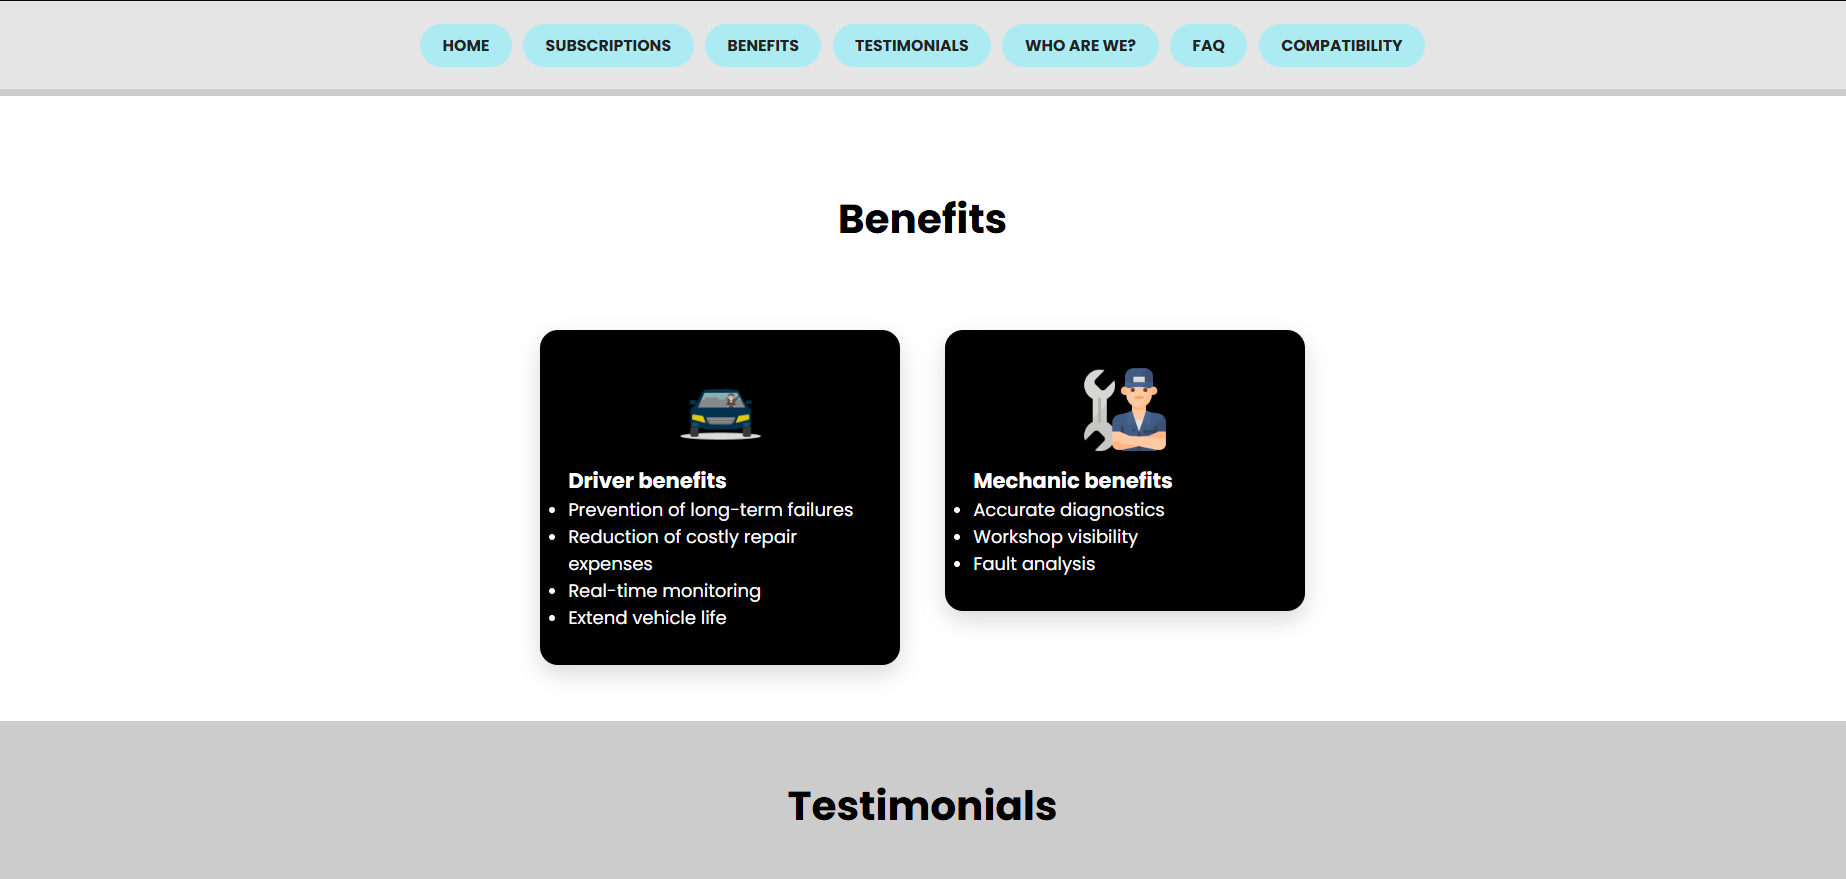 HOME SUBSCRIPTIONS BENEFITS TESTIMONIALS WHO ARE WE? FAQ COMPATIBILITY
Benefits
Driver benefits
• Prevention of long-term failures
• Reduction of costly repair
expenses
• Real-time monitoring
• Extend vehicle life
Mechanic benefits
• Accurate diagnostics
• Workshop visibility
• Fault analysis
Testimonials